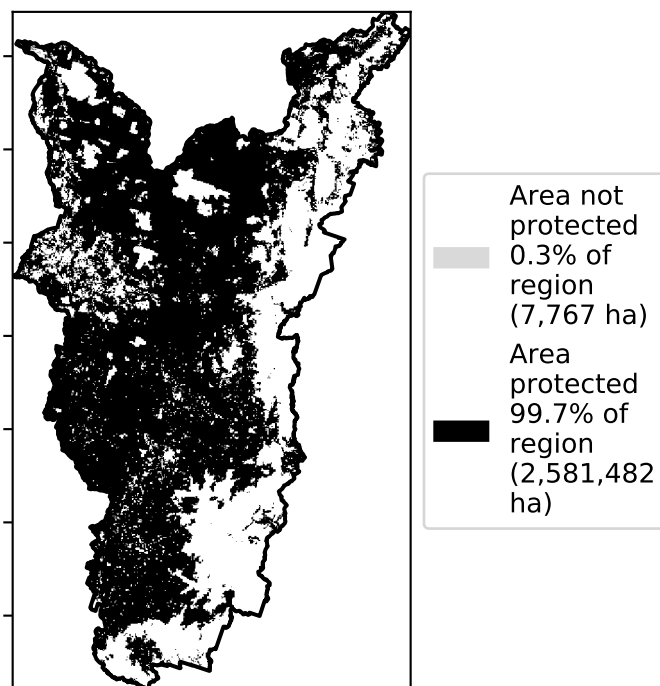 Area not
protected
0.3% of
region
(7,767 ha)
Area
protected
99.7% of
region
(2,581,482
ha)